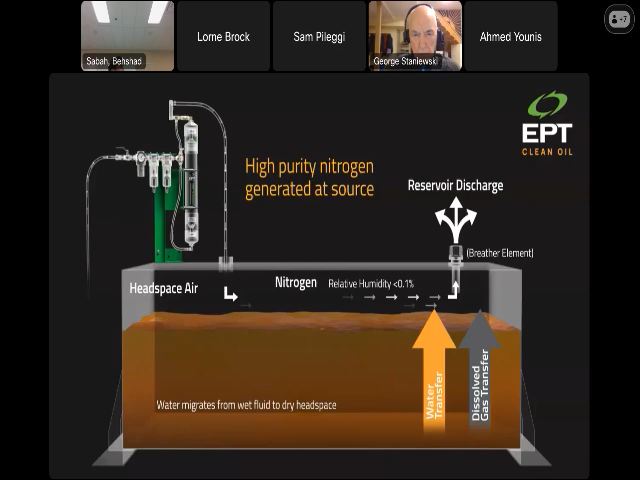 Sabah, Behshad
Lorne Brock
Sam Pileggi
George Staniewski
Ahmed Younis
+7
EPT
CLEAN OIL
High purity nitrogen
generated at source
Reservoir Discharge
(Breather Element)
Headspace Air
Nitrogen
Relative Humidity <0.1%
Water migrates from wet fluid to dry headspace
Water
Transfer
Dissolved
Gas Transfer